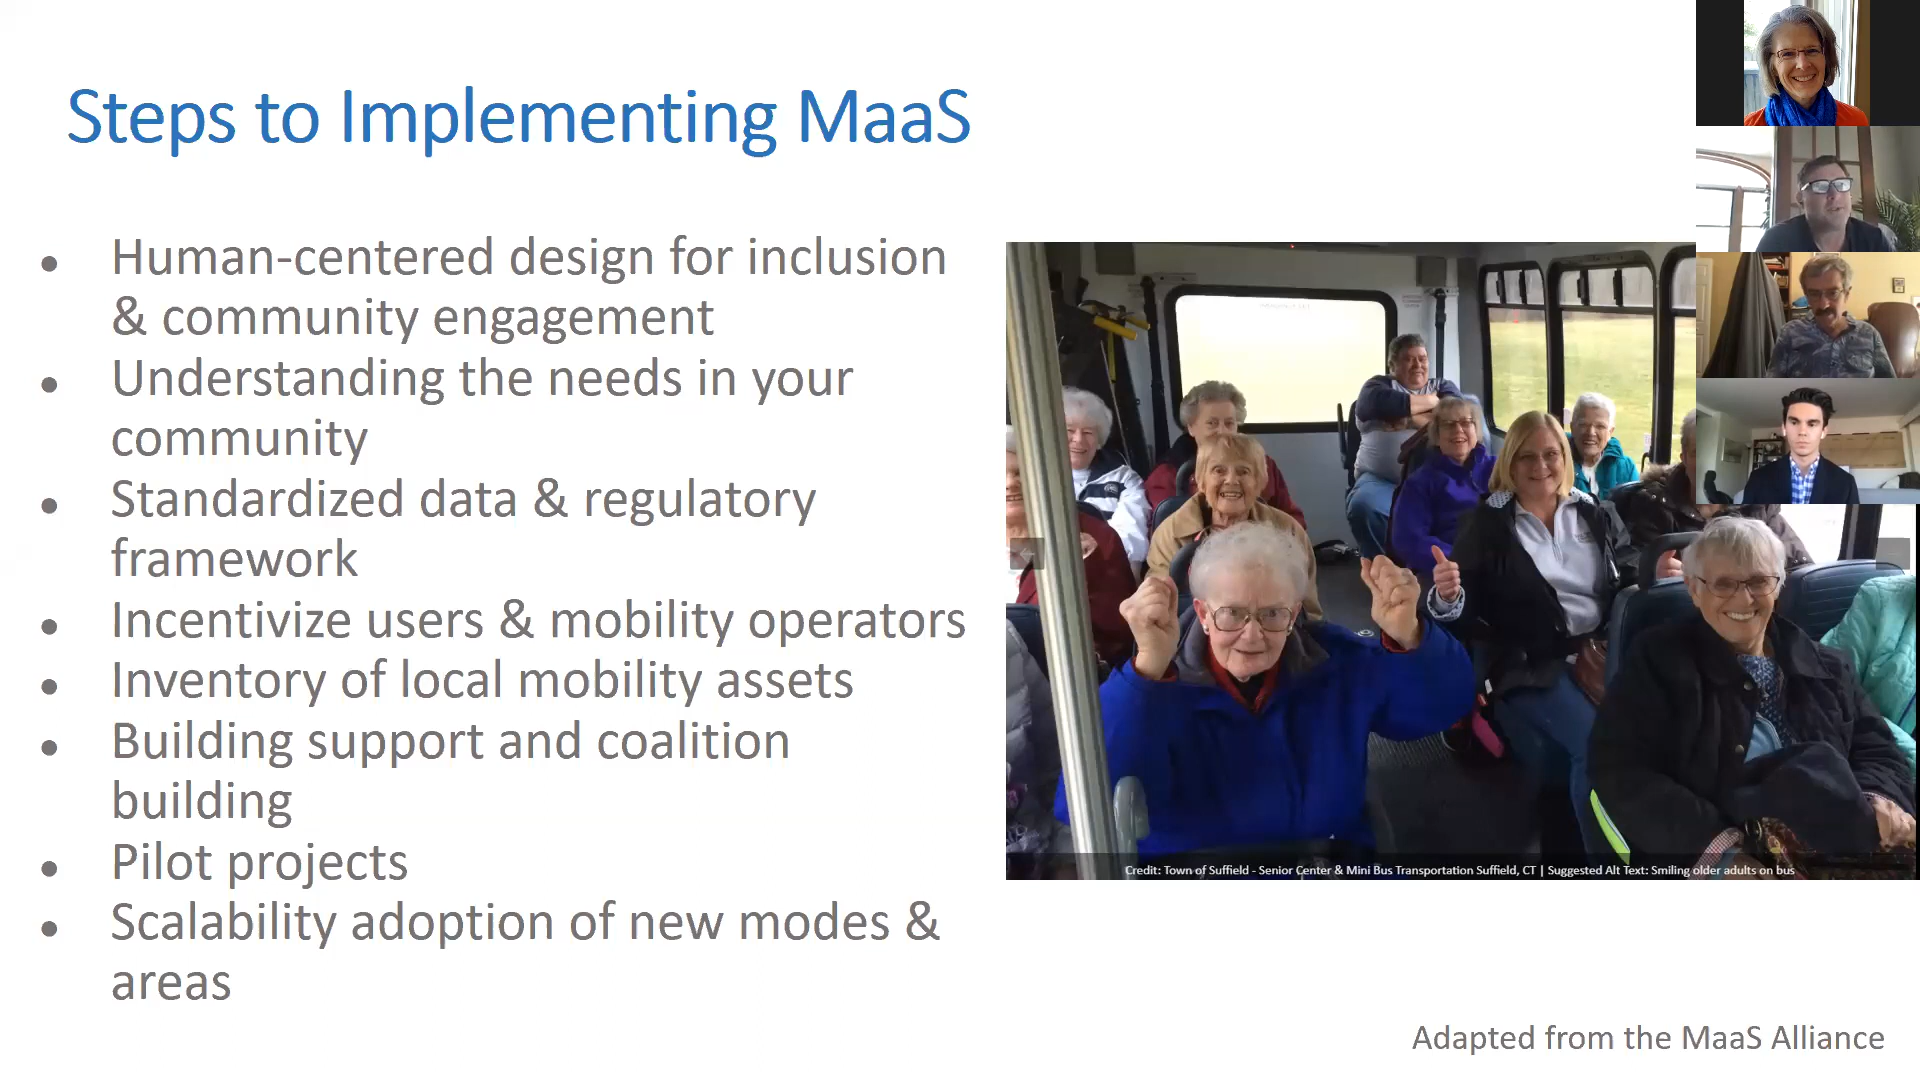 Steps to Implementing MaaS
● Human-centered design for inclusion
& community engagement
● Understanding the needs in your
community
● Standardized data & regulatory
framework
● Incentivize users & mobility operators
● Inventory of local mobility assets
● Building support and coalition
building
● Pilot projects
● Scalability adoption of new modes &
areas
Credit: Town of Suffield - Senior Center & Mini Bus Transportation Suffield, CT | Suggested Alt Text: Smiling older adults on bus
Adapted from the MaaS Alliance